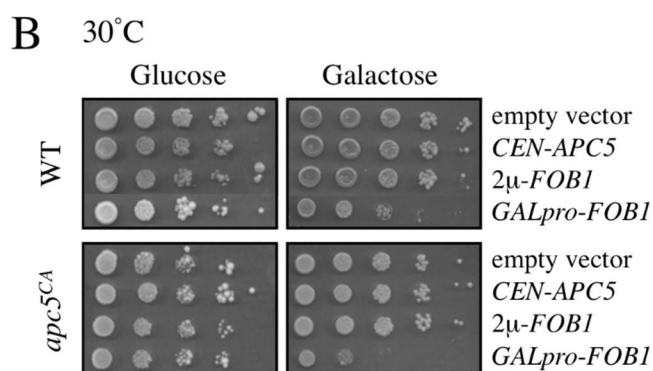 B 30°C
Glucose Galactose
WT
empty vector
CEN-APC5
2μ-FOB1
GALpro-FOB1
apc5CA
empty vector
CEN-APC5
2μ-FOB1
GALpro-FOB1